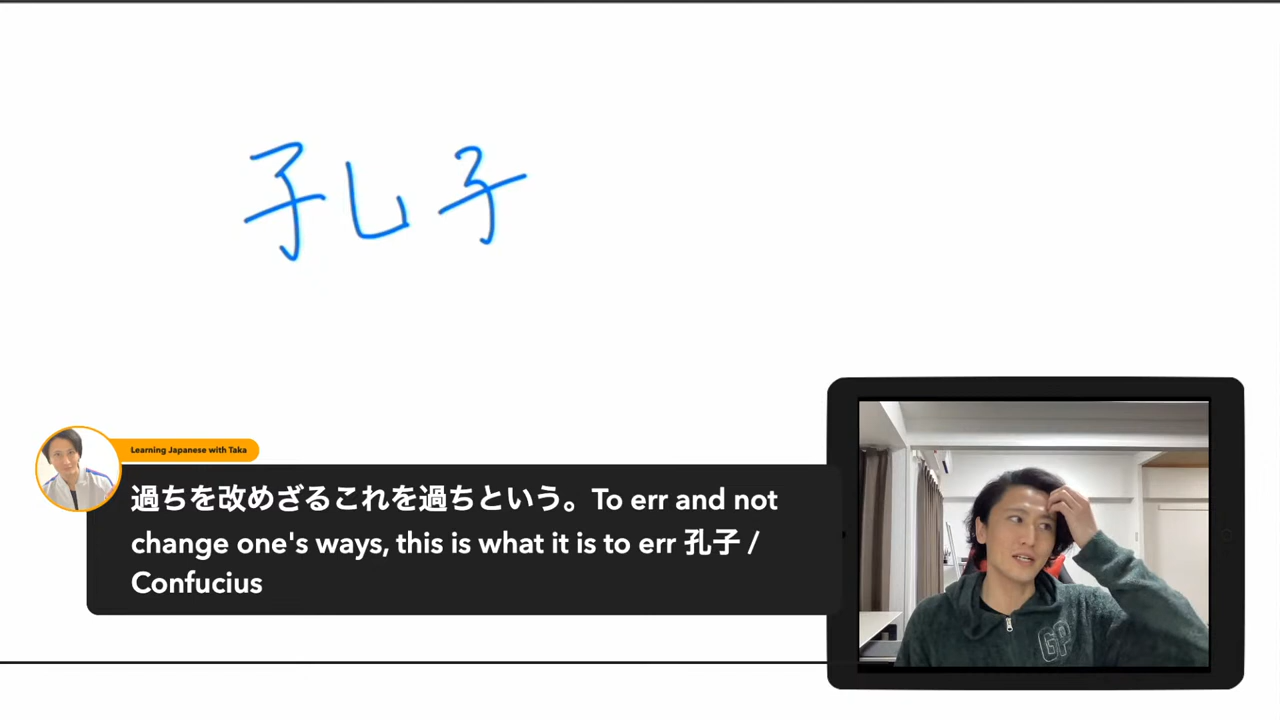 孔子
Learning Japanese with Taka
過ちを改めざるこれを過ちという。To err and not
change one's ways, this is what it is to err 孔子 /
Confucius
GP